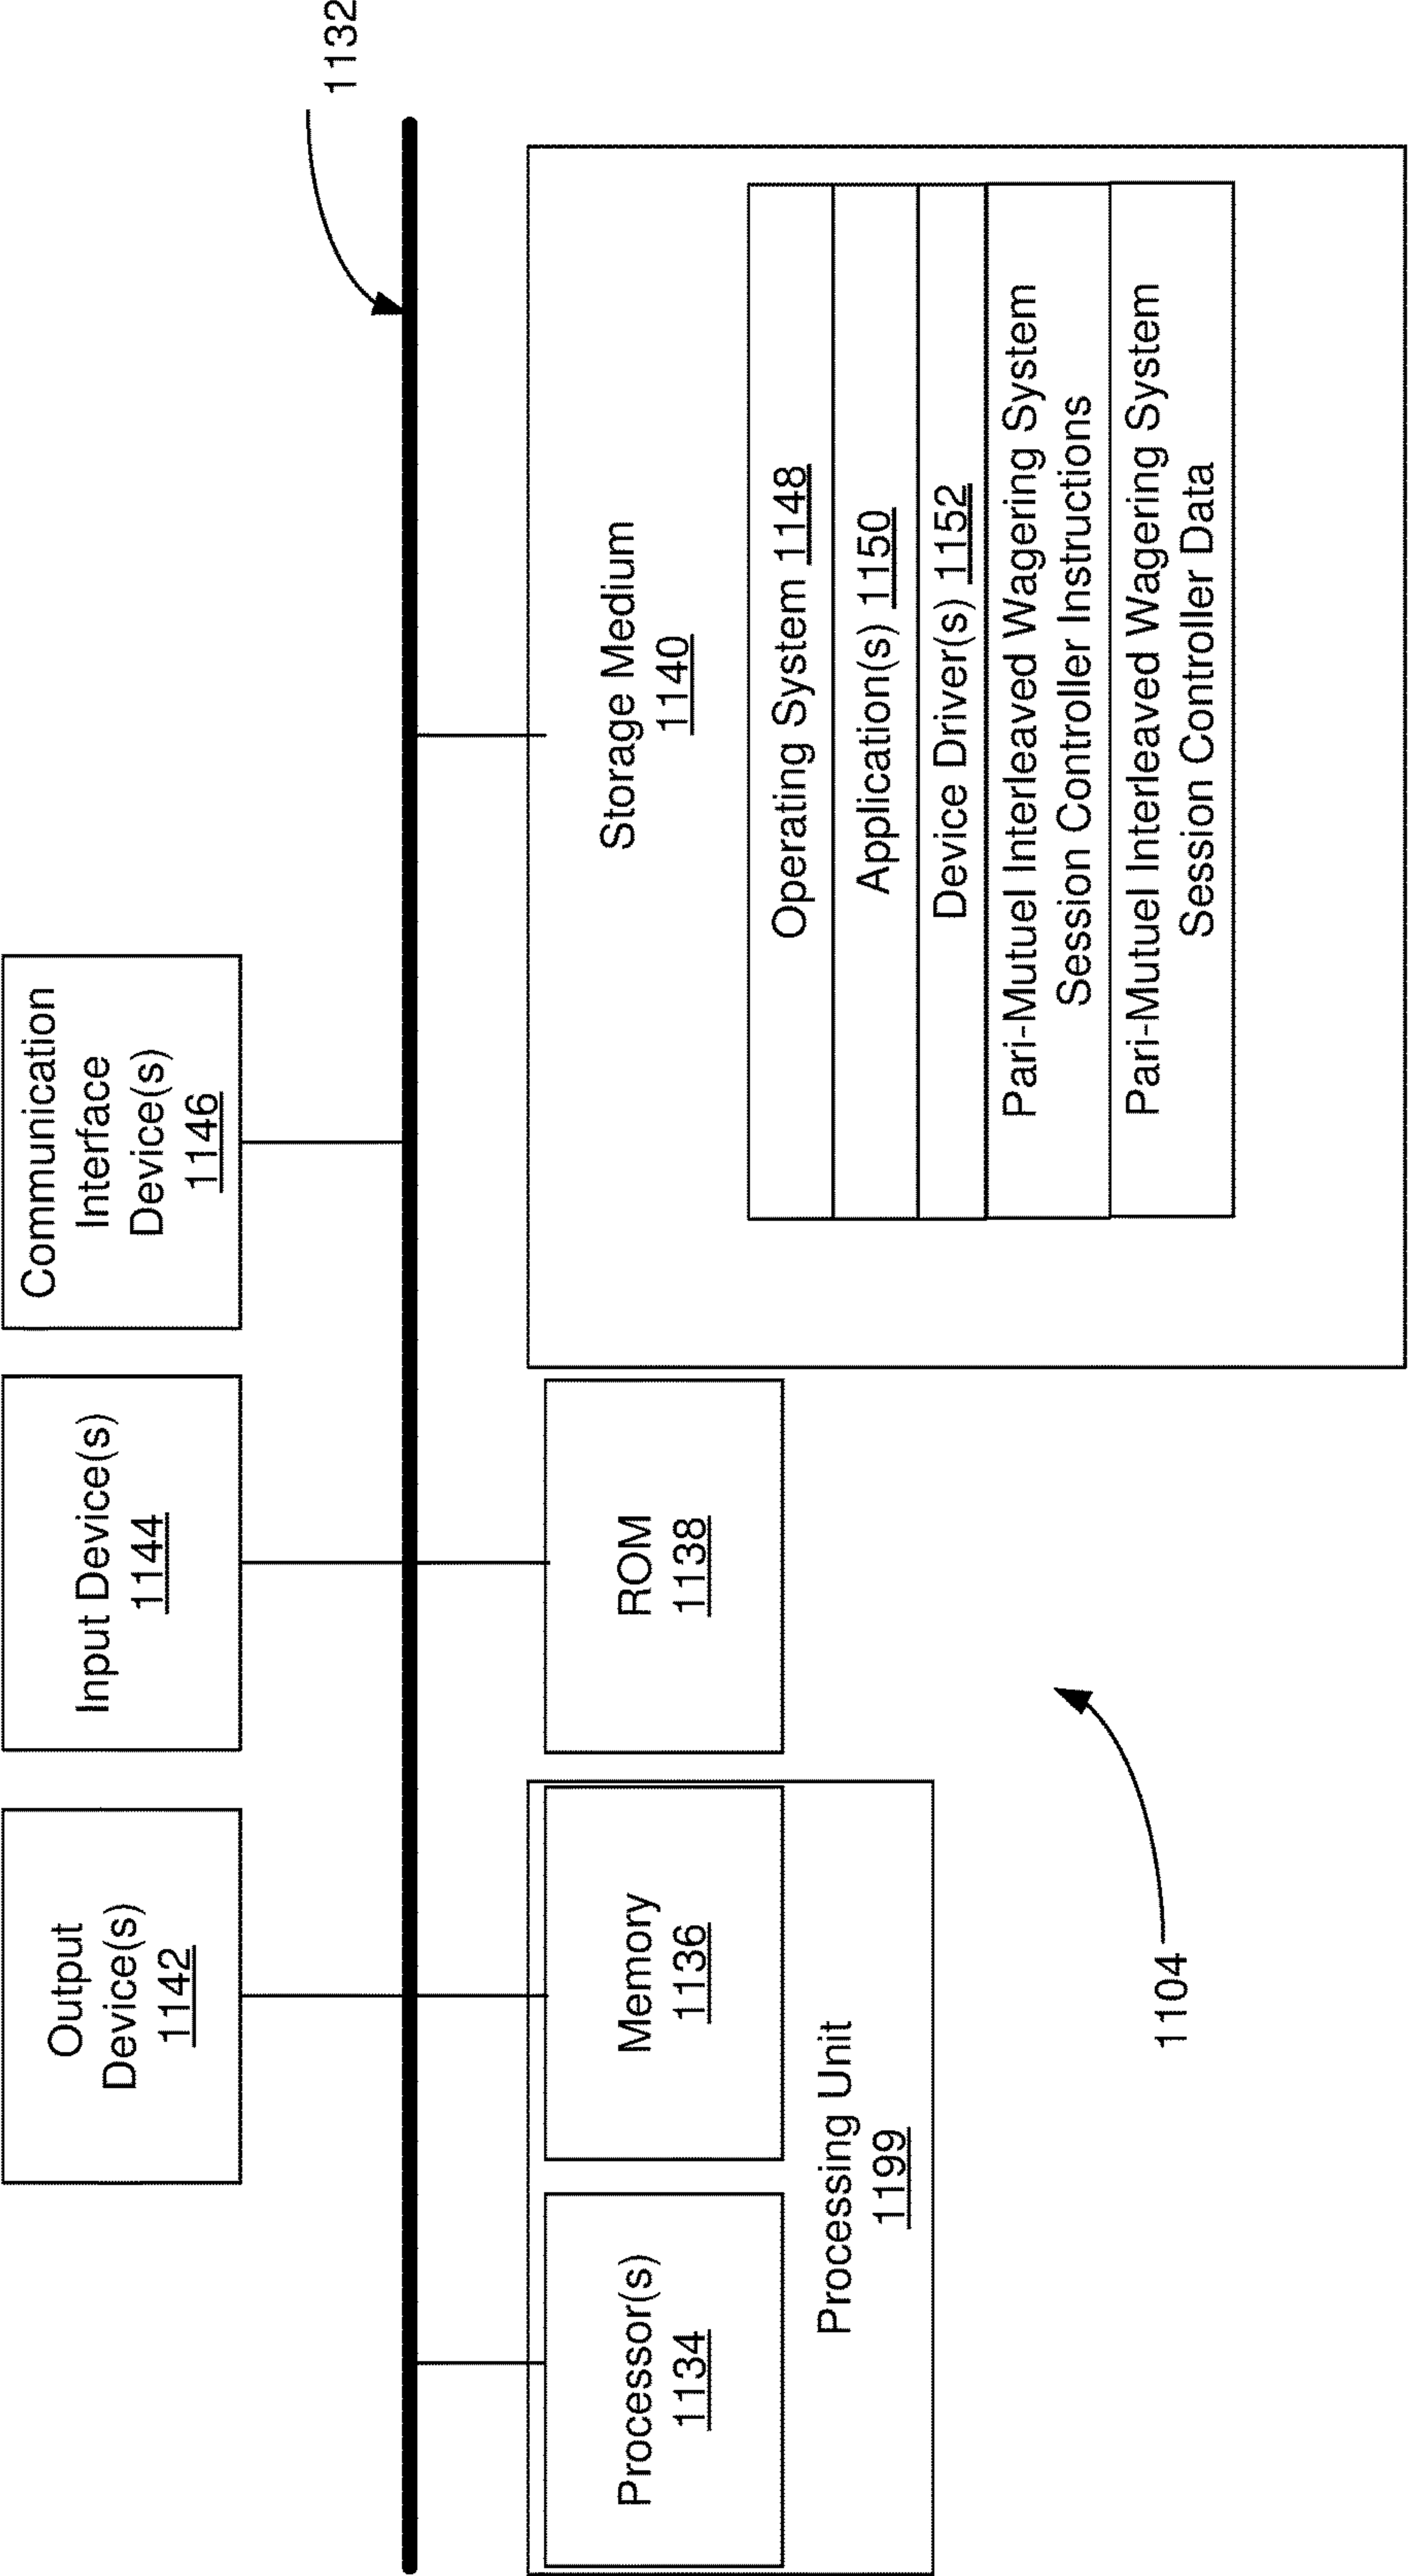 1132
Output
Device(s)
1142
Input Device(s)
1144
Communication
Interface
Device(s)
1146
Processor(s)
1134
Memory
1136
Processing Unit
1199
ROM
1138
Storage Medium
1140
Operating System 1148
Application(s) 1150
Device Driver(s) 1152
Pari-Mutuel Interleaved Wagering System
Session Controller Instructions
Pari-Mutuel Interleaved Wagering System
Session Controller Data
1104